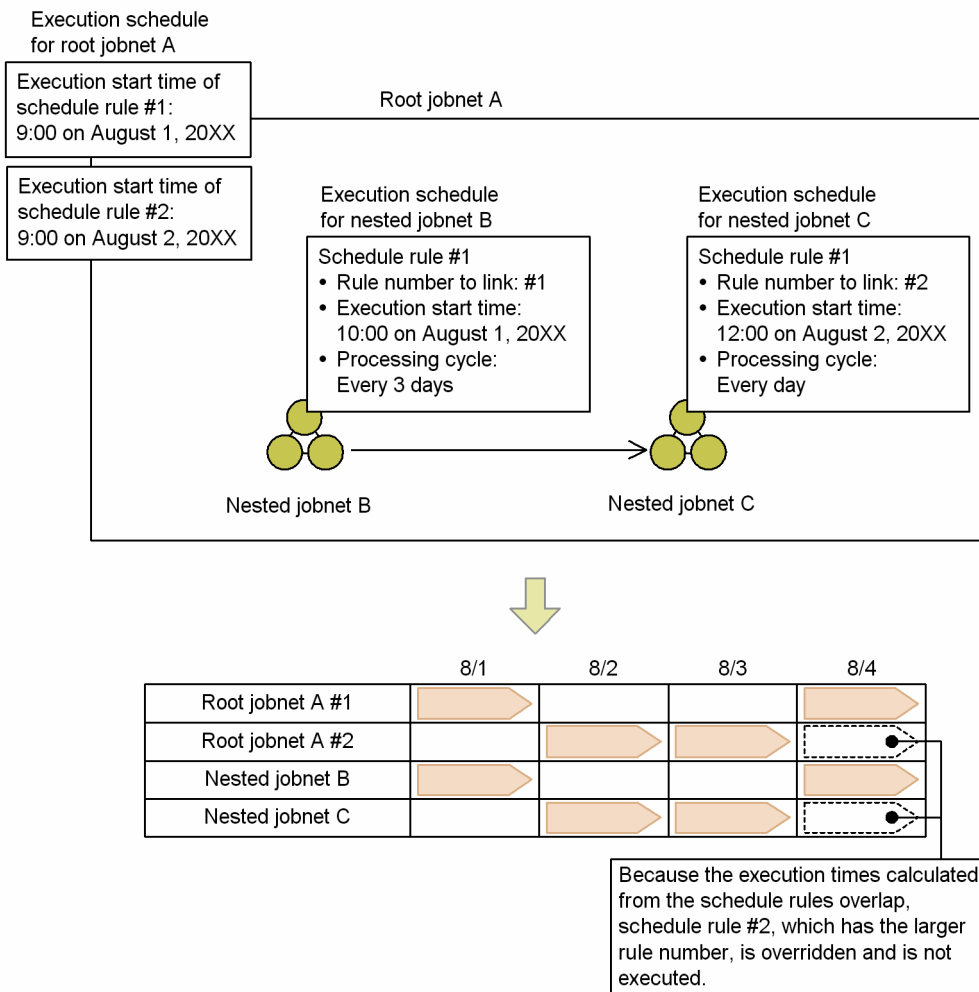 Execution schedule
for root jobnet A
Execution start time of
schedule rule #1:
9:00 on August 1, 20XX
Root jobnet A
Execution start time of
schedule rule #2:
9:00 on August 2, 20XX
Execution schedule
for nested jobnet B
Schedule rule #1
• Rule number to link: #1
• Execution start time:
10:00 on August 1, 20XX
• Processing cycle:
Every 3 days
Execution schedule
for nested jobnet C
Schedule rule #1
• Rule number to link: #2
• Execution start time:
12:00 on August 2, 20XX
• Processing cycle:
Every day
Nested jobnet B
Nested jobnet C
8/1 8/2 8/3 8/4
Root jobnet A #1
Root jobnet A #2
Nested jobnet B
Nested jobnet C
Because the execution times calculated
from the schedule rules overlap,
schedule rule #2, which has the larger
rule number, is overridden and is not
executed.